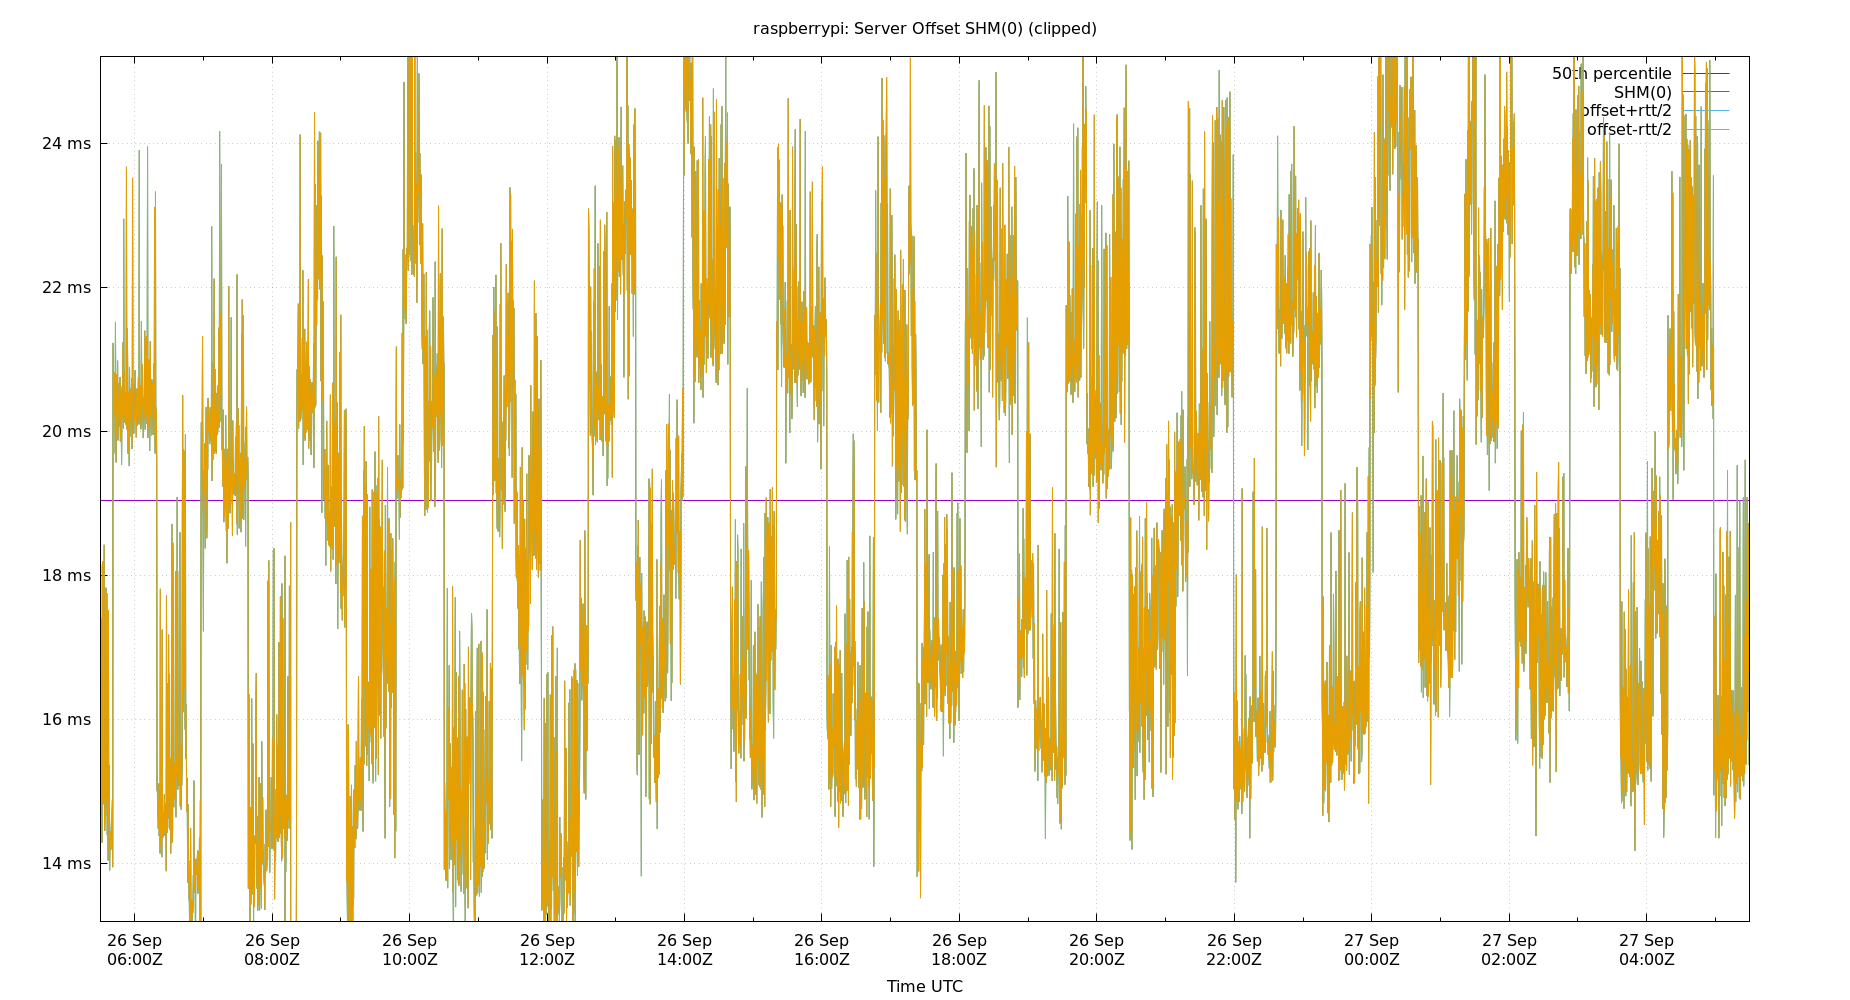 raspberrypi: Server Offset SHM(0) (clipped)
50th percentile
SHM(0)
offset+rtt/2
offset-rtt/2
24 ms
22 ms
20 ms
18 ms
16 ms
14 ms
26 Sep 26 Sep 26 Sep 26 Sep 26 Sep 26 Sep 26 Sep 26 Sep 26 Sep 27 Sep 27 Sep 27 Sep
06:00Z 08:00Z 10:00Z 12:00Z 14:00Z 16:00Z 18:00Z 20:00Z 22:00Z 00:00Z 02:00Z 04:00Z
Time UTC